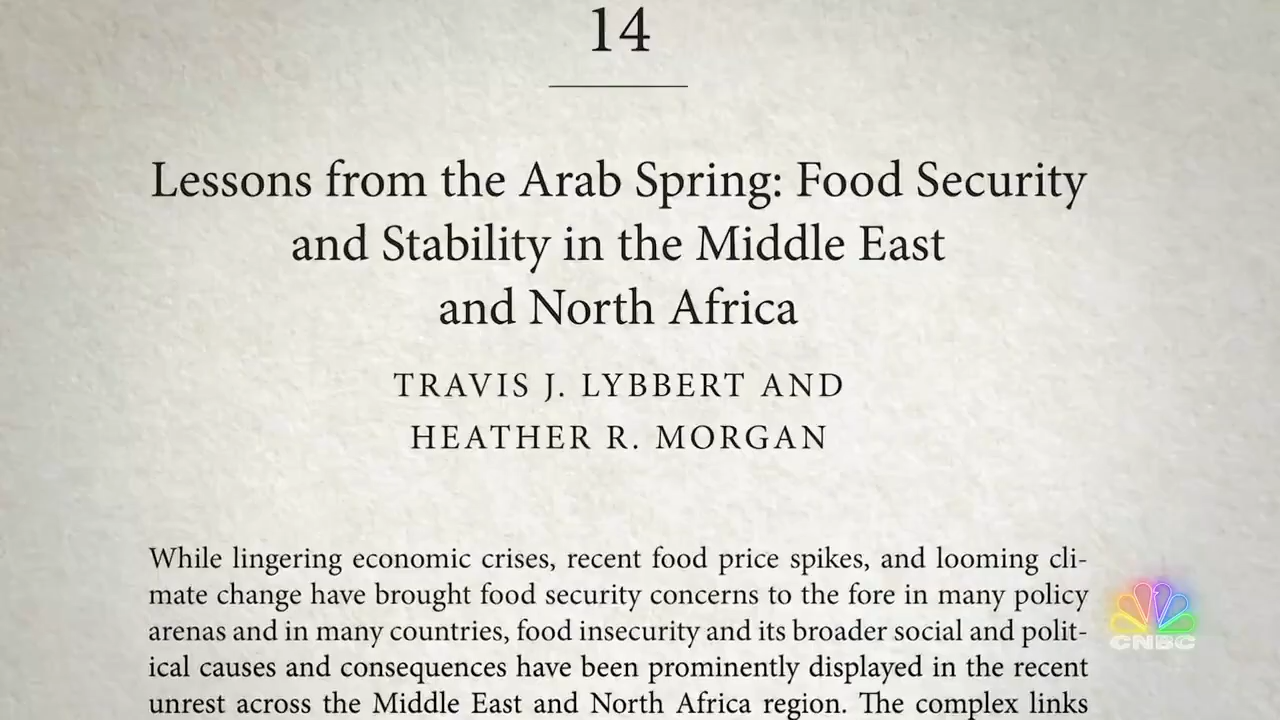 14
Lessons from the Arab Spring: Food Security
and Stability in the Middle East
and North Africa
TRAVIS J. LYBBERT AND
HEATHER R. MORGAN
While lingering economic crises, recent food price spikes, and looming cli-
mate change have brought food security concerns to the fore in many policy
arenas and in many countries, food insecurity and its broader social and polit-
ical causes and consequences have been prominently displayed in the recent
unrest across the Middle East and North Africa region. The complex links
CNBC